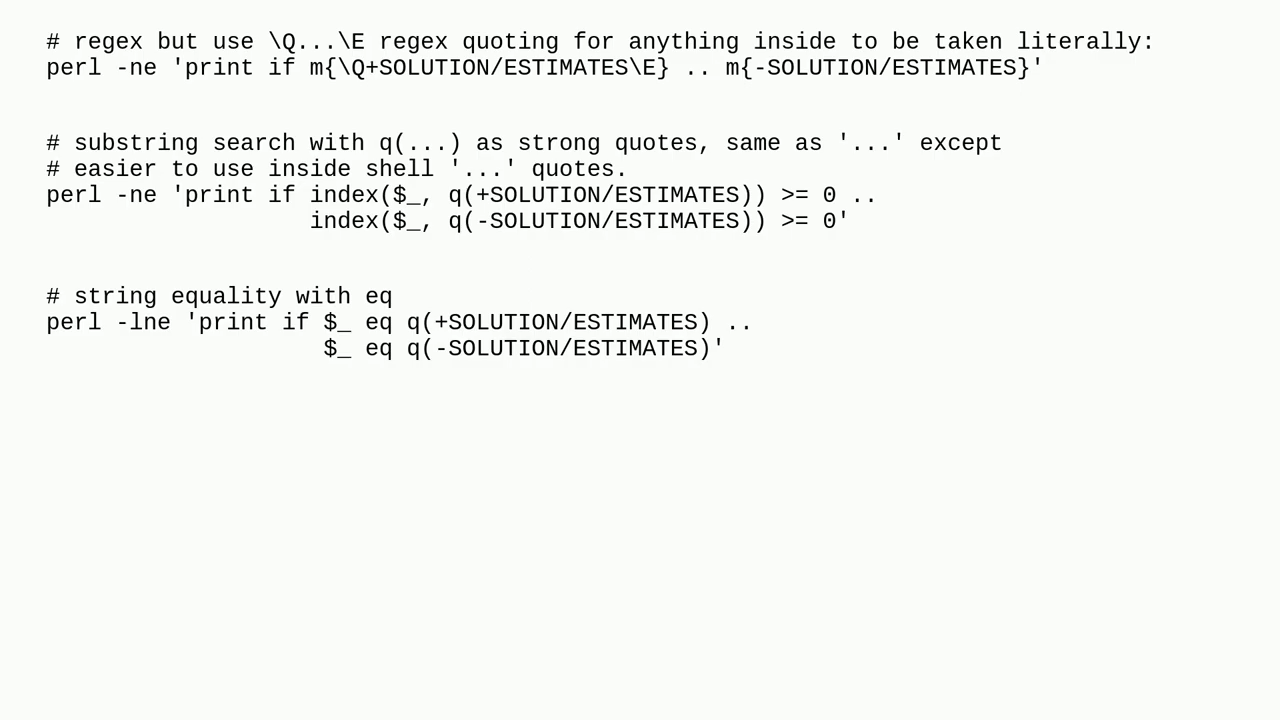 # regex but use \Q...\E regex quoting for anything inside to be taken literally:
perl -ne 'print if m{\Q+SOLUTION/ESTIMATES\E} .. m{-SOLUTION/ESTIMATES}'
# substring search with q(...) as strong quotes, same as '...' except
# easier to use inside shell '...' quotes.
perl -ne 'print if index($_, q(+SOLUTION/ESTIMATES)) >= 0 ..
index($_, q(-SOLUTION/ESTIMATES)) >= 0'
# string equality with eq
perl -lne 'print if $_ eq q(+SOLUTION/ESTIMATES) ..
$_ eq q(-SOLUTION/ESTIMATES)'